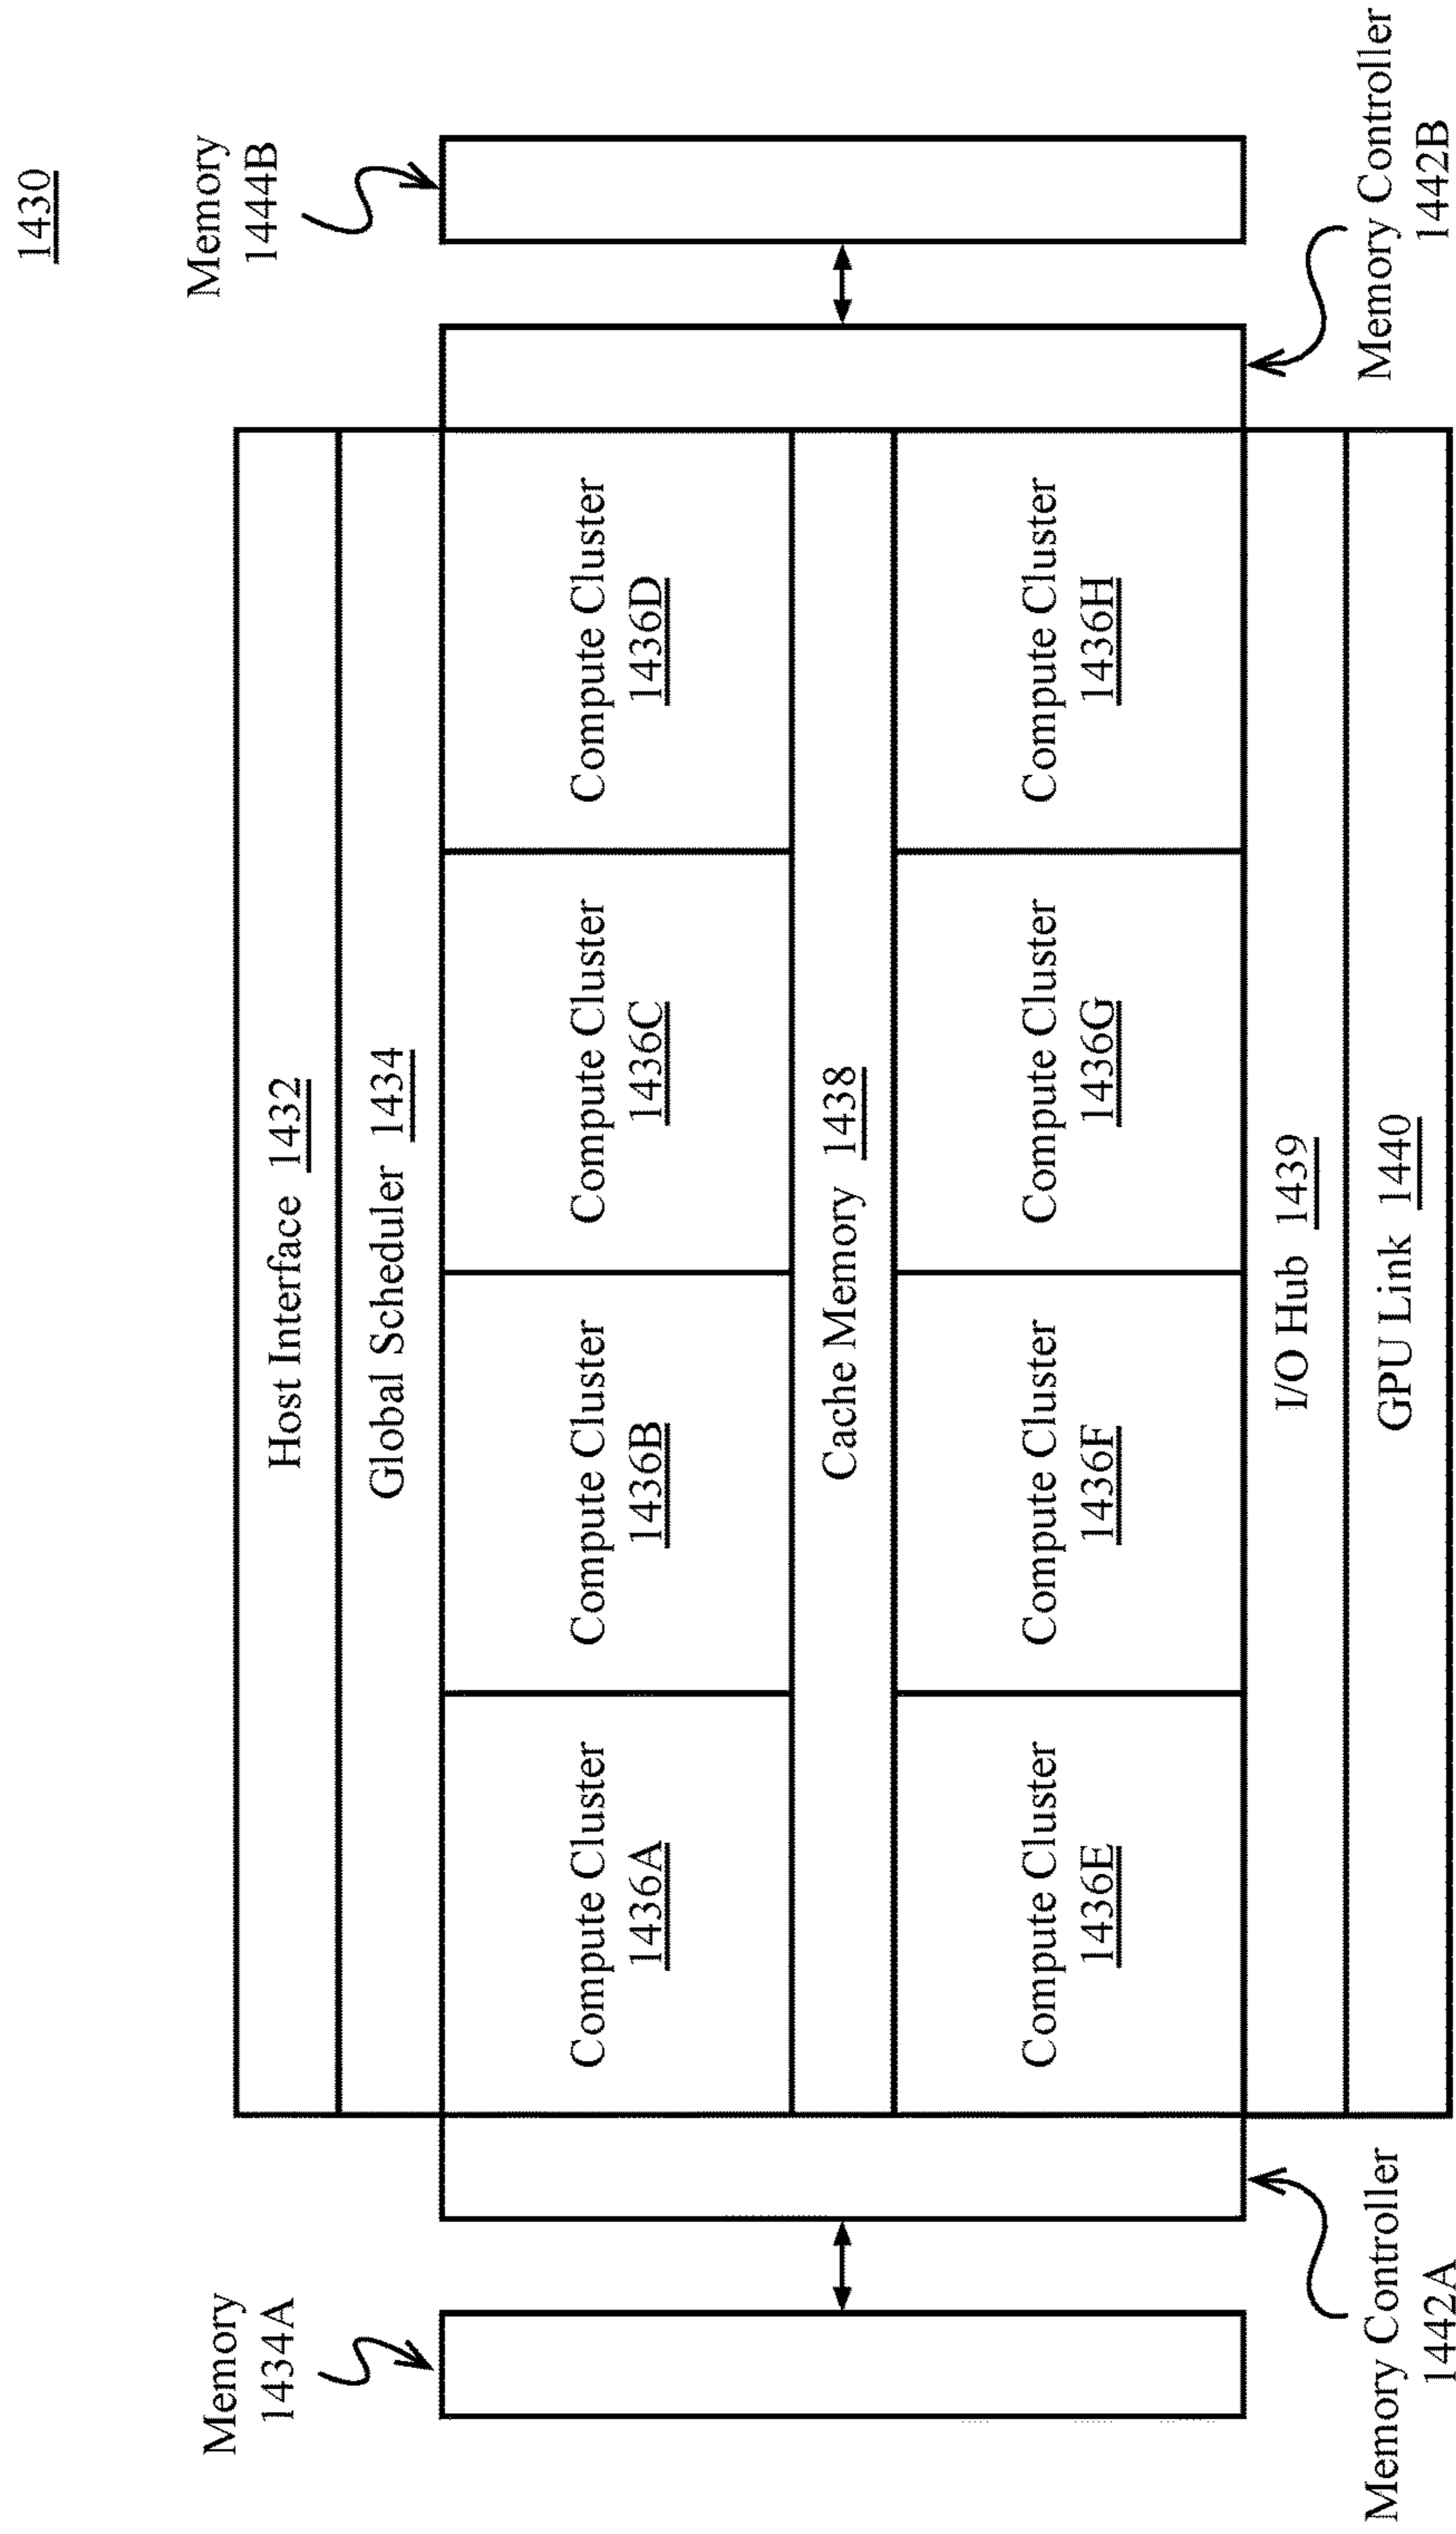 1430
Memory
1434A
Memory
1444B
Host Interface 1432
Global Scheduler 1434
Compute Cluster
1436A
Compute Cluster
1436B
Compute Cluster
1436C
Compute Cluster
1436D
Cache Memory 1438
Compute Cluster
1436E
Compute Cluster
1436F
Compute Cluster
1436G
Compute Cluster
1436H
I/O Hub 1439
GPU Link 1440
Memory Controller
1442A
Memory Controller
1442B